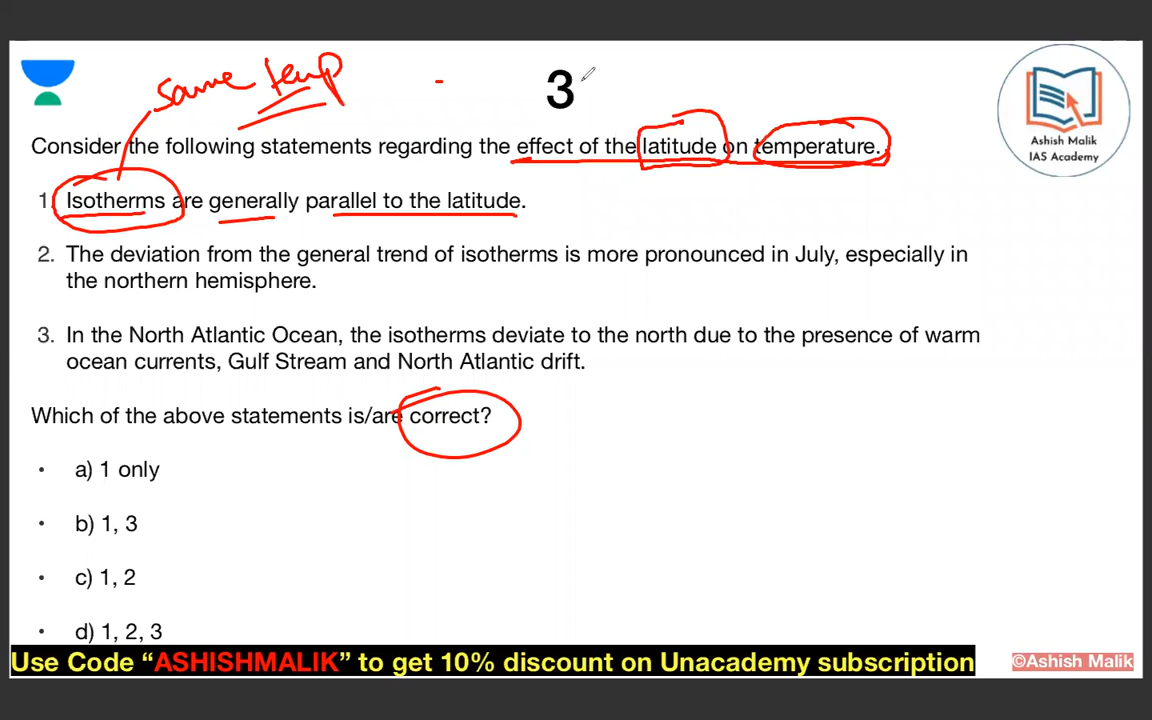 same temp
3
Ashish Malik
IAS Academy
Consider the following statements regarding the effect of the latitude on temperature.
1. Isotherms are generally parallel to the latitude.
2. The deviation from the general trend of isotherms is more pronounced in July, especially in
the northern hemisphere.
3. In the North Atlantic Ocean, the isotherms deviate to the north due to the presence of warm
ocean currents, Gulf Stream and North Atlantic drift.
Which of the above statements is/are correct?
• a) 1 only
• b) 1, 3
• c) 1, 2
• d) 1, 2, 3
Use Code “ASHISHMALIK” to get 10% discount on Unacademy subscription
©Ashish Malik